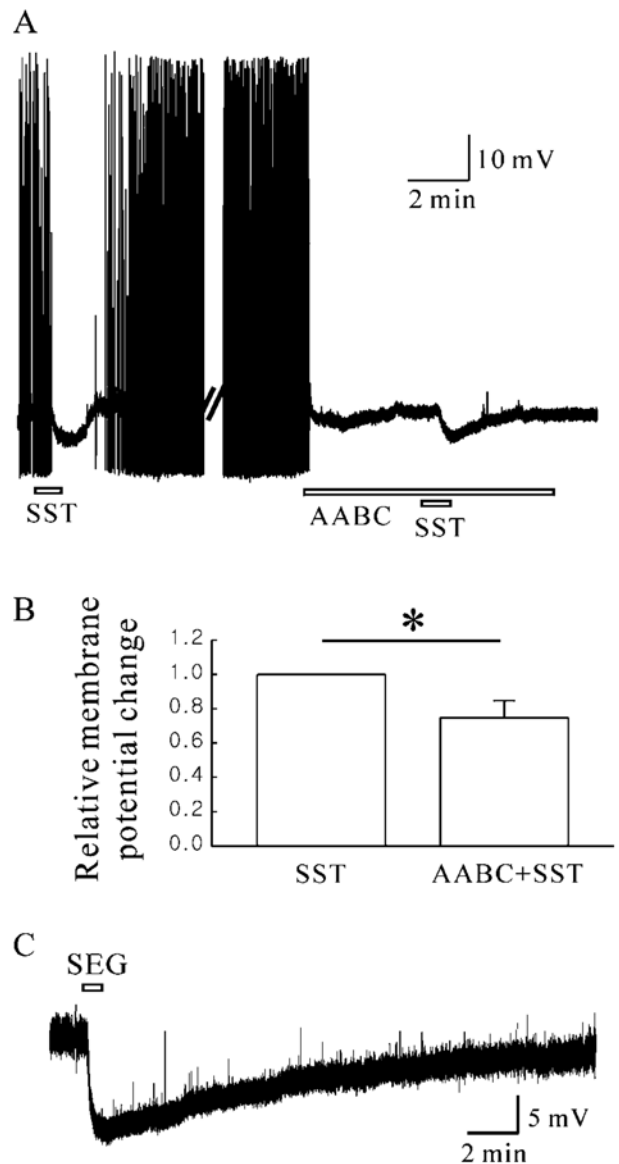 A
10 mV
2 min
SST
AABC
SST
B
Relative membrane
potential change
*
1.2
1.0
0.8
0.6
0.4
0.2
0.0
SST
AABC+SST
C
SEG
5 mV
2 min